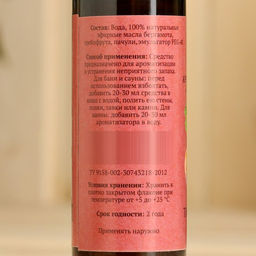 Состав: Вода, 100% натуральные
эфирные масла бергамота,
грейпфрута, пачули, эмульгатор PEG-40
Способ применения: Средство
предназначено для ароматизации
и устранения неприятного запаха.
Для бани и сауны: перед
использованием взболтать,
добавить 20-30 мл средства в
ковш с водой, полить ею стены,
полки, лавки или камни. Для
ванны: добавить 20-30 мл
ароматизатора в воду.
ТУ 9158-002-30745218-2012
Условия хранения: Хранить в
плотно закрытом флаконе при
температуре от +5 до +25 °C
Срок годности: 2 года
Применять наружно